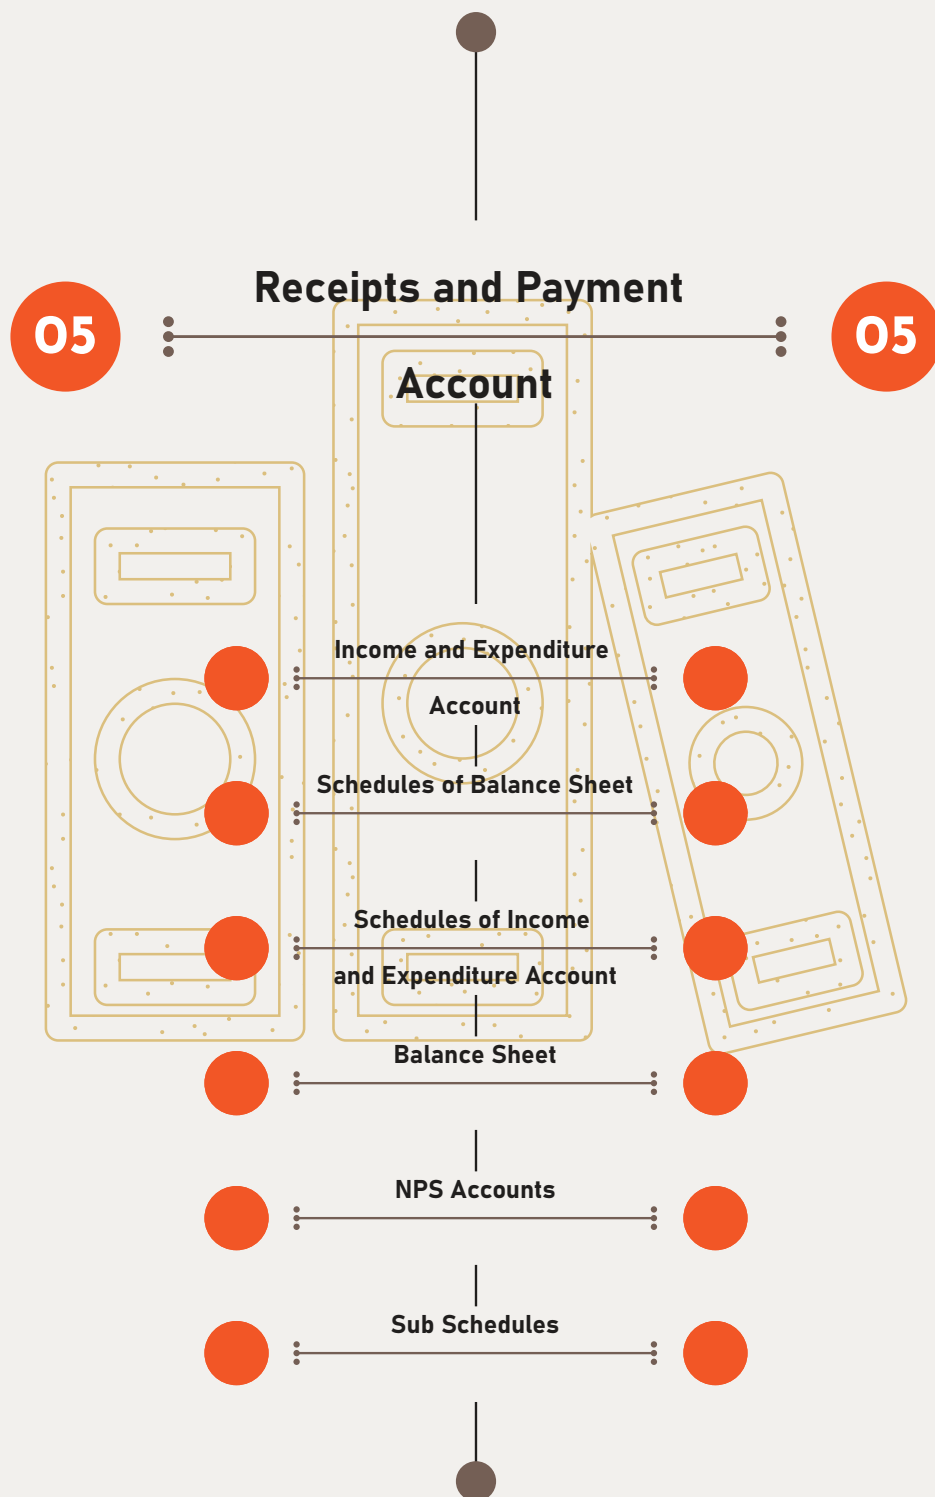 Receipts and Payment
05
05
Account
Income and Expenditure
Account
Schedules of Balance Sheet
Schedules of Income
and Expenditure Account
Balance Sheet
NPS Accounts
Sub Schedules